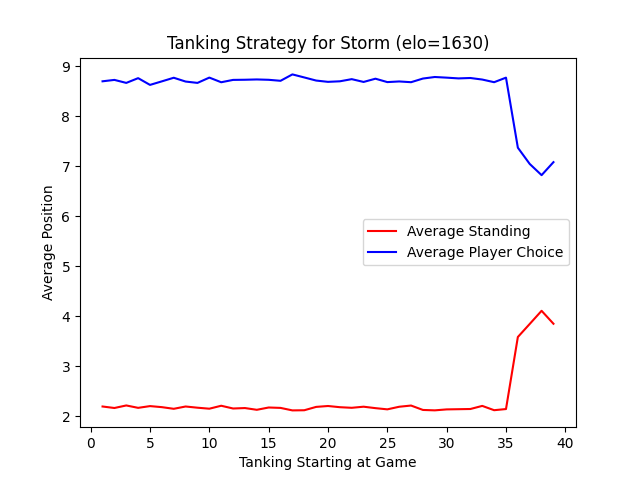 Tanking Strategy for Storm (elo=1630)
9
8
7
6
5
4
3
2
Average Position
Average Standing
Average Player Choice
0 5 10 15 20 25 30 35 40
Tanking Starting at Game